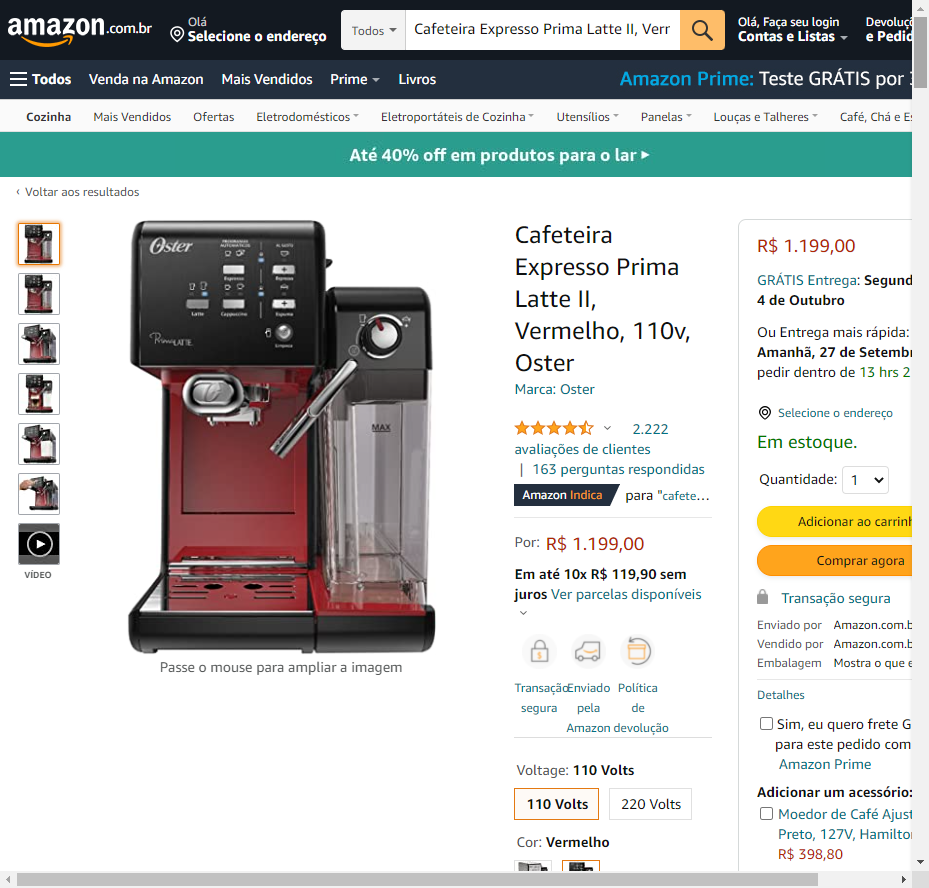 amazon.com.br
Olá
Selecione o endereço
Todos
Cafeteira Expresso Prima Latte II, Verr
Olá, Faça seu login
Contas e Listas
Devoluçõ
e Pedid
Todos
Venda na Amazon
Mais Vendidos
Prime
Livros
Amazon Prime: Teste GRÁTIS por 3
Cozinha
Mais Vendidos
Ofertas
Eletrodomésticos
Eletroportáteis de Cozinha
Utensílios
Panelas
Louças e Talheres
Café, Chá e Es
Até 40% off em produtos para o lar
‹ Voltar aos resultados
Oster
PROGRAMAS
AUTOMÁTICOS
Espresso
Latte
Cappuccino
Espuma
Limpeza
PrimaLATTE
MAX
VÍDEO
Passe o mouse para ampliar a imagem
Cafeteira
Expresso Prima
Latte II,
Vermelho, 110v,
Oster
Marca: Oster
2.222
avaliações de clientes
| 163 perguntas respondidas
Amazon Indica para "cafete...
Por: R$ 1.199,00
Em até 10x R$ 119,90 sem
juros Ver parcelas disponíveis
Transação
segura
Enviado
pela
Amazon
Política
de
devolução
Voltage: 110 Volts
110 Volts
220 Volts
Cor: Vermelho
R$ 1.199,00
GRÁTIS Entrega: Segund
4 de Outubro
Ou Entrega mais rápida:
Amanhã, 27 de Setembr
pedir dentro de 13 hrs 2
Selecione o endereço
Em estoque.
Quantidade: 1
Adicionar ao carrinh
Comprar agora
Transação segura
Enviado por Amazon.com.b
Vendido por Amazon.com.b
Embalagem Mostra o que e
Detalhes
Sim, eu quero frete G
para este pedido com
Amazon Prime
Adicionar um acessório:
Moedor de Café Ajust
Preto, 127V, Hamilto
R$ 398,80